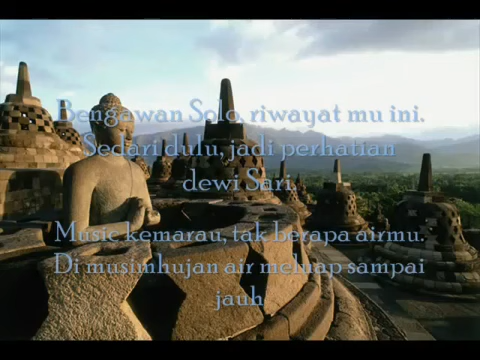 Bengawan Solo, riwayat mu ini.
Sedari dulu, jadi perhatian
dewi Sari.
Music kemarau, tak berapa airmu.
Di musimhujan air meluap sampai
jauh